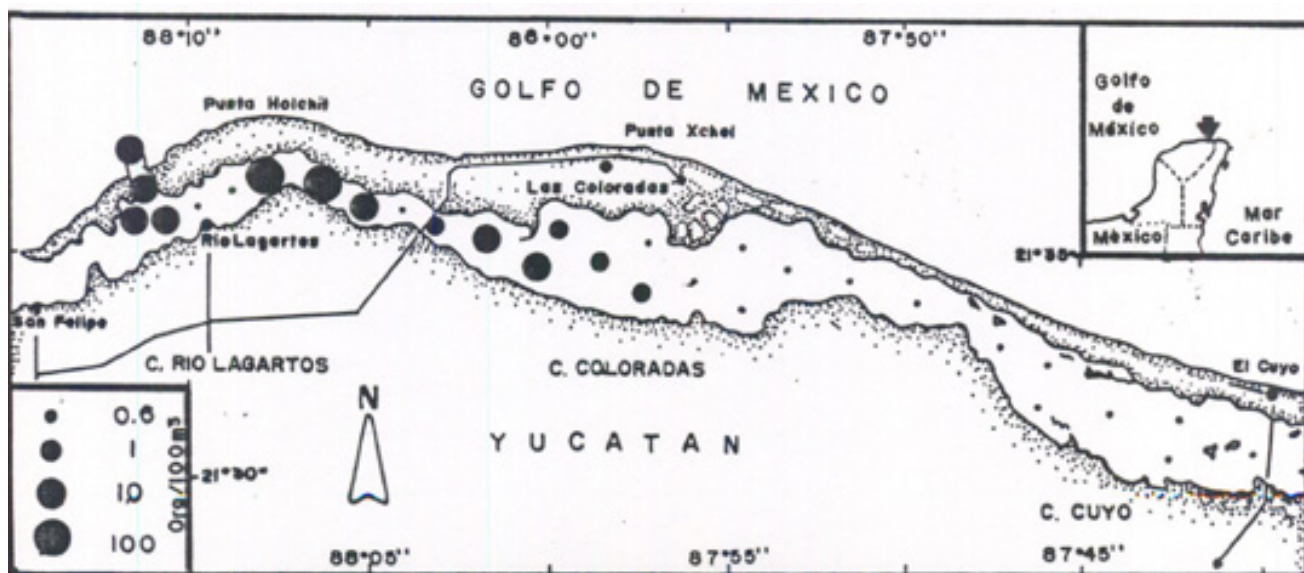 88°10''
86°00''
87°50''
GOLFO DE MEXICO
Punta Holchit
Punta Xchel
Las Coloradas
Rio Lagartos
San Felipe
C. RIO LAGARTOS
C. COLORADAS
El Cuyo
C. CUYO
N
YUCATAN
21°35'
21°30'
86°05''
87°55''
87°45''
0.6
1
10
100
Org/100m³
Golfo
de
México
México
Mar
Caribe